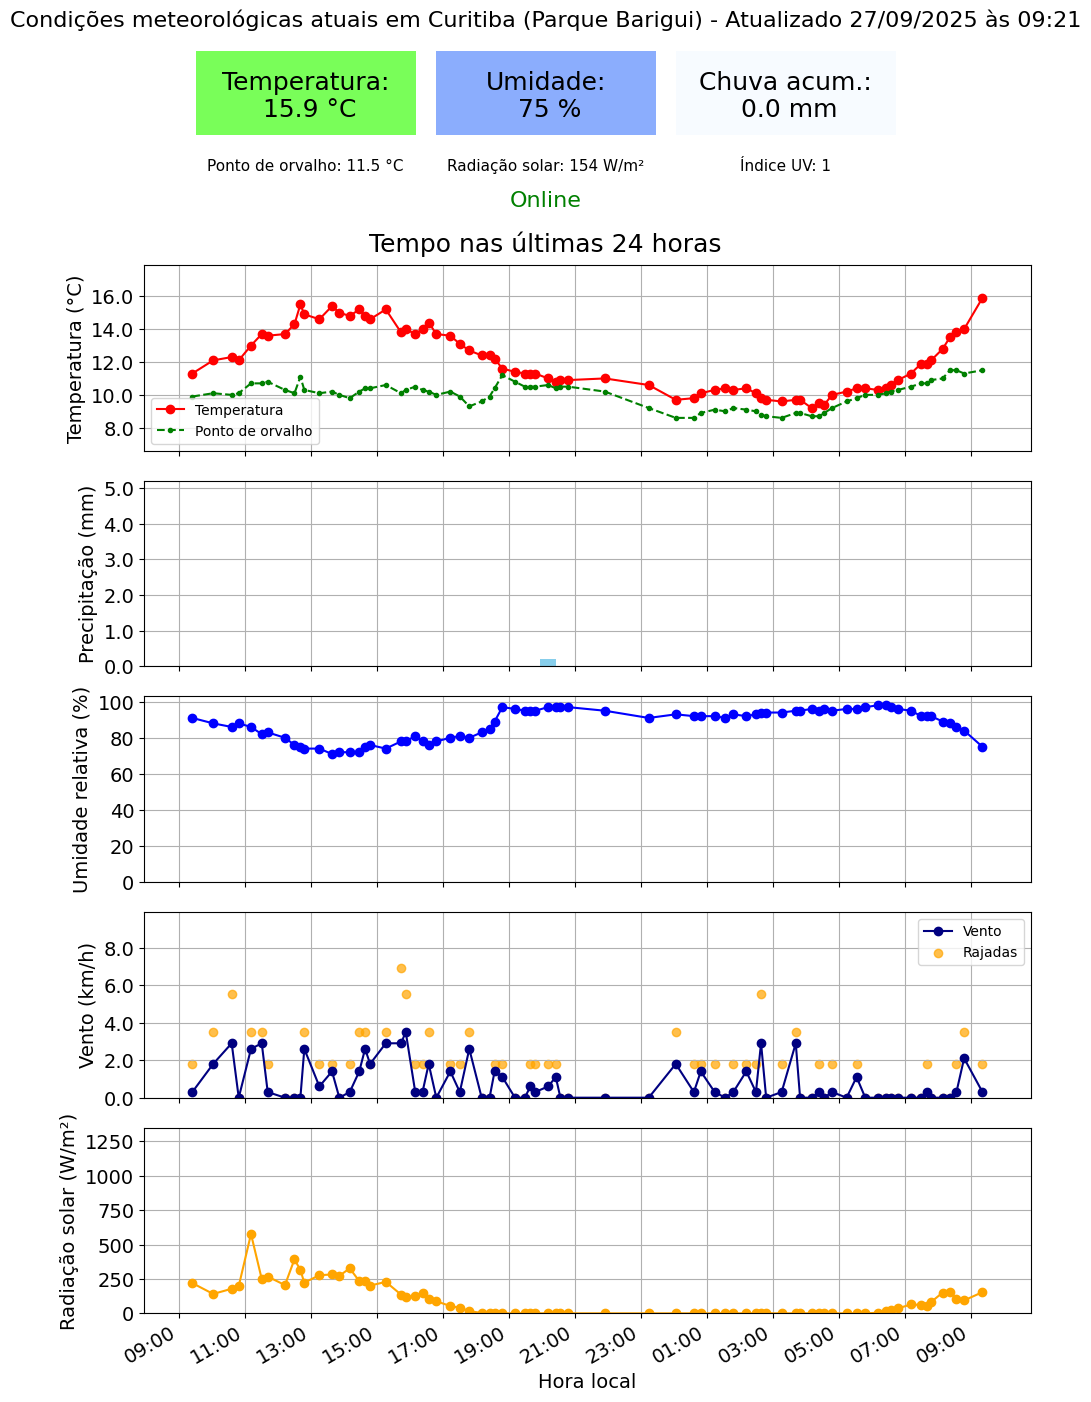 Condições meteorológicas atuais em Curitiba (Parque Barigui) - Atualizado 27/09/2025 às 09:21
Temperatura:
15.9 °C
Umidade:
75 %
Chuva acum.:
0.0 mm
Ponto de orvalho: 11.5 °C
Radiação solar: 154 W/m²
Índice UV: 1
Online
Tempo nas últimas 24 horas
Temperatura (°C)
16.0
14.0
12.0
10.0
8.0
Temperatura
Ponto de orvalho
Precipitação (mm)
5.0
4.0
3.0
2.0
1.0
0.0
Umidade relativa (%)
100
80
60
40
20
0
Vento (km/h)
8.0
6.0
4.0
2.0
0.0
Vento
Rajadas
Radiação solar (W/m²)
1250
1000
750
500
250
0
09:00
11:00
13:00
15:00
17:00
19:00
21:00
23:00
01:00
03:00
05:00
07:00
09:00
Hora local